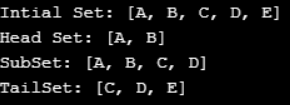 Intial Set: [A, B, C, D, E]
Head Set: [A, B]
SubSet: [A, B, C, D]
TailSet: [C, D, E]